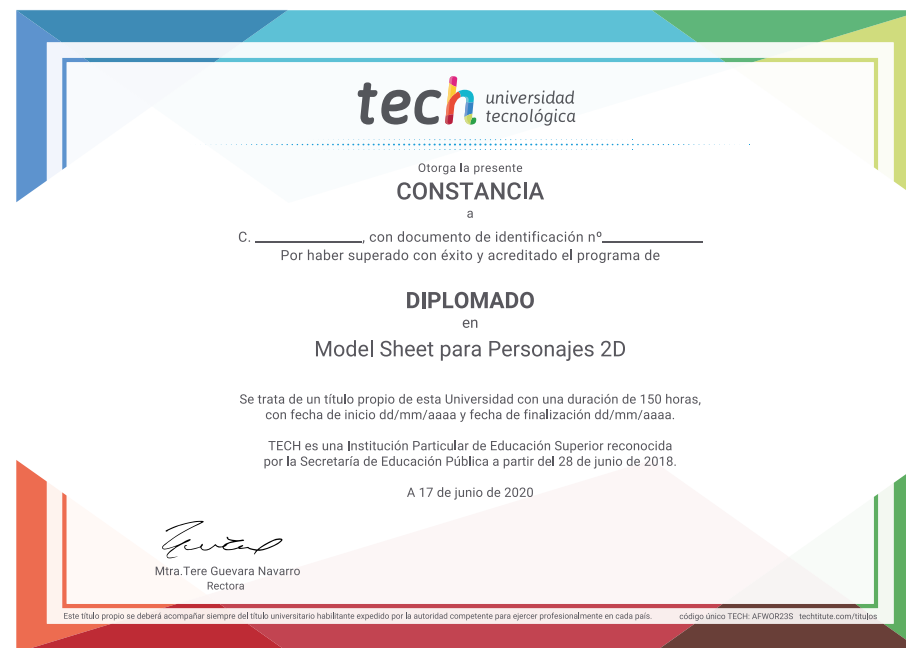 tech universidad
tecnológica
Otorga la presente
CONSTANCIA
a
C. ______________, con documento de identificación nº______________
Por haber superado con éxito y acreditado el programa de
DIPLOMADO
en
Model Sheet para Personajes 2D
Se trata de un título propio de esta Universidad con una duración de 150 horas,
con fecha de inicio dd/mm/aaaa y fecha de finalización dd/mm/aaaa.
TECH es una Institución Particular de Educación Superior reconocida
por la Secretaría de Educación Pública a partir del 28 de junio de 2018.
A 17 de junio de 2020
Mtra.Tere Guevara Navarro
Rectora
Este título propio se deberá acompañar siempre del título universitario habilitante expedido por la autoridad competente para ejercer profesionalmente en cada país. código único TECH: AFWOR23S techtitute.com/titulos